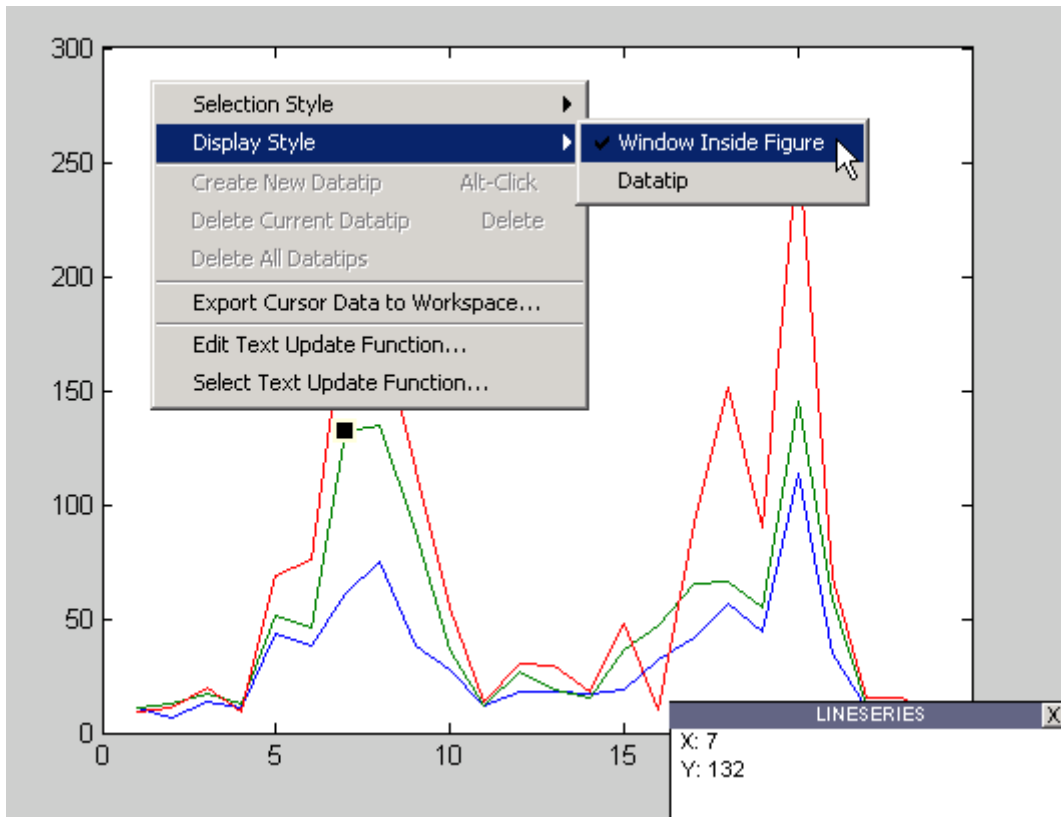 300
250
200
150
100
50
0
0 5 10 15
Selection Style
Display Style
Create New Datatip Alt-Click
Delete Current Datatip Delete
Delete All Datatips
Export Cursor Data to Workspace...
Edit Text Update Function...
Select Text Update Function...
Window Inside Figure
Datatip
LINESERIES X
X: 7
Y: 132